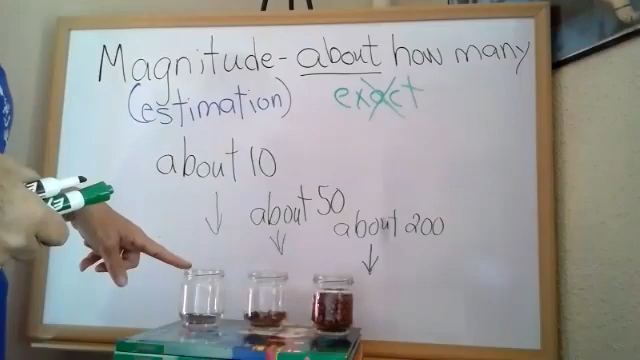 Magnitude - about how many
(estimation) exact
about 10
about 50
about 200